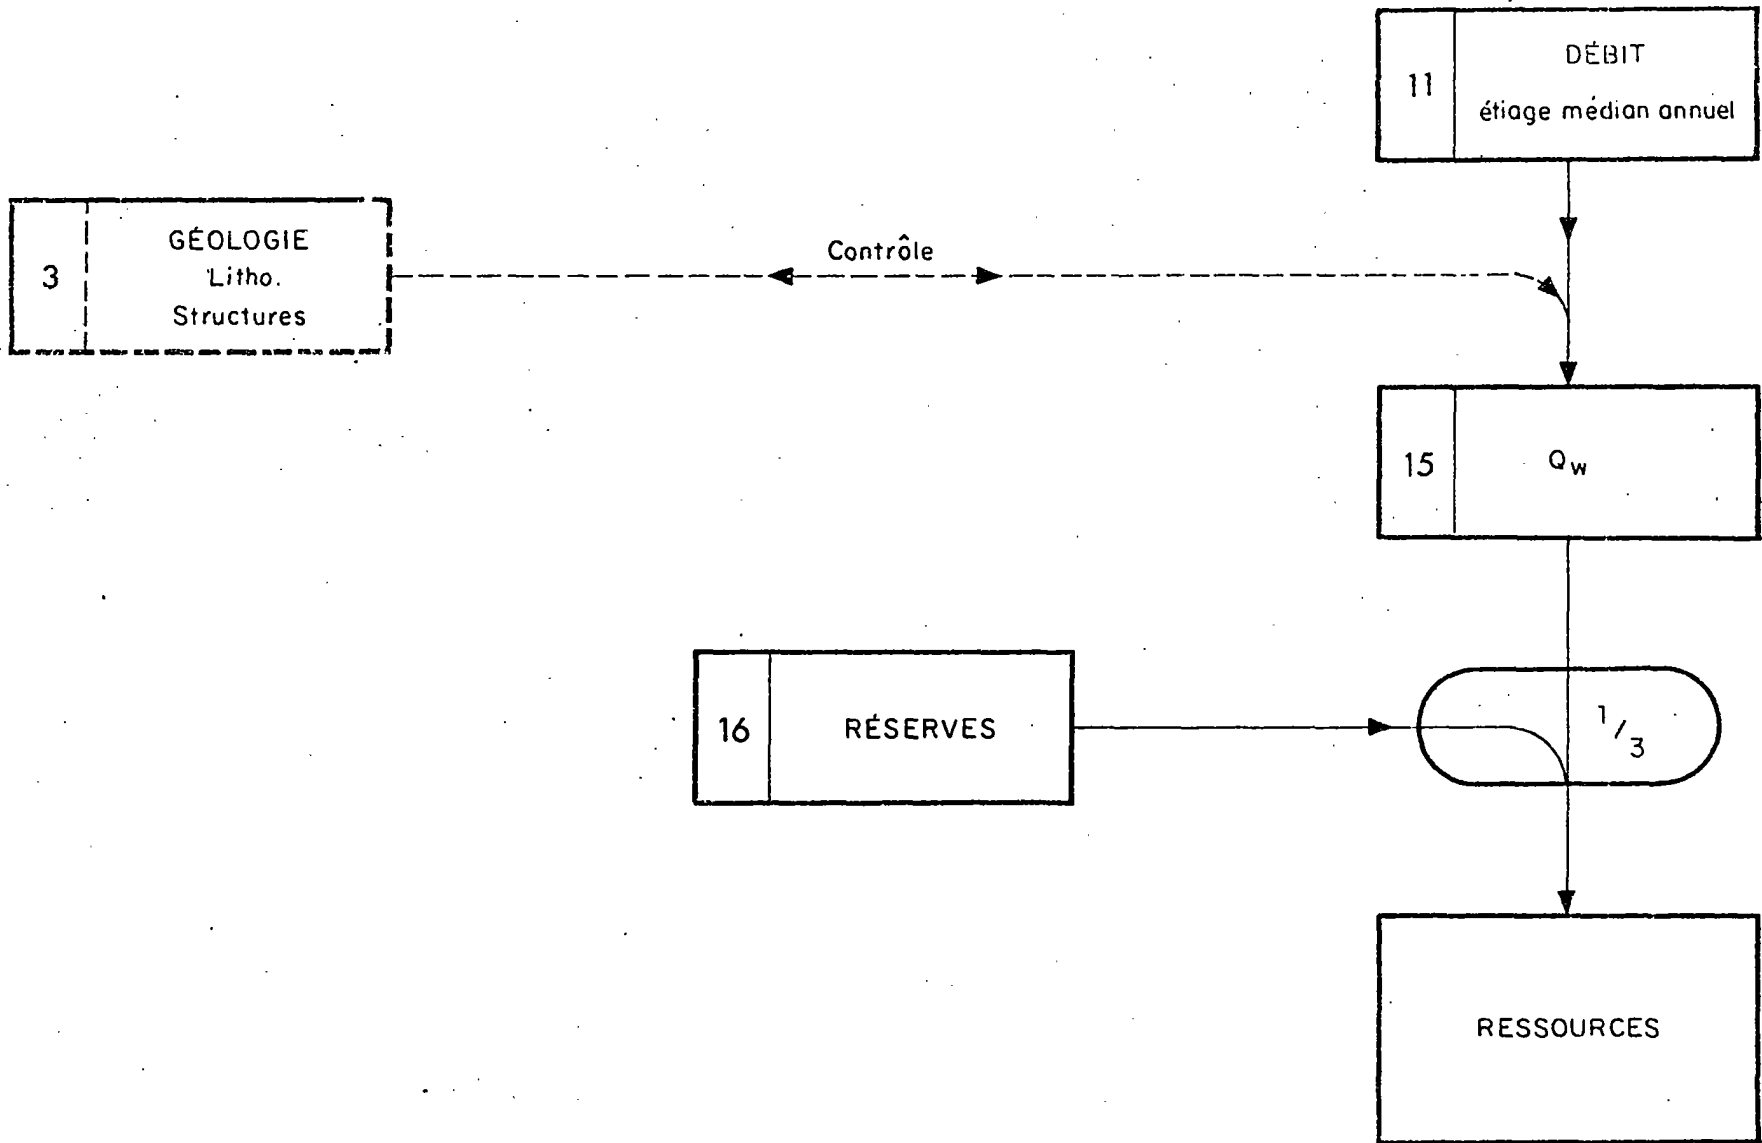 11
DÉBIT
étiage médian annuel
3
GÉOLOGIE
Litho.
Structures
Contrôle
15
Qw
16
RÉSERVES
1/3
RESSOURCES